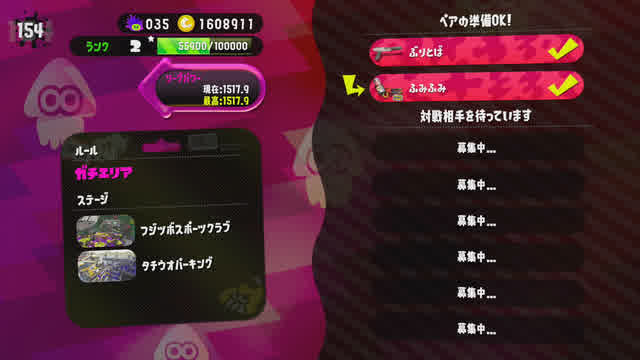 154
035
1608911
ランク
2
55900/100000
リーグパワー
現在:1517.9
最高:1517.9
ルール
ガチエリア
ステージ
フジツボスポーツクラブ
タチウオパーキング
ペアの準備OK!
ぷりとば
ふみふみ
対戦相手を待っています
募集中...
募集中...
募集中...
募集中...
募集中...
募集中...